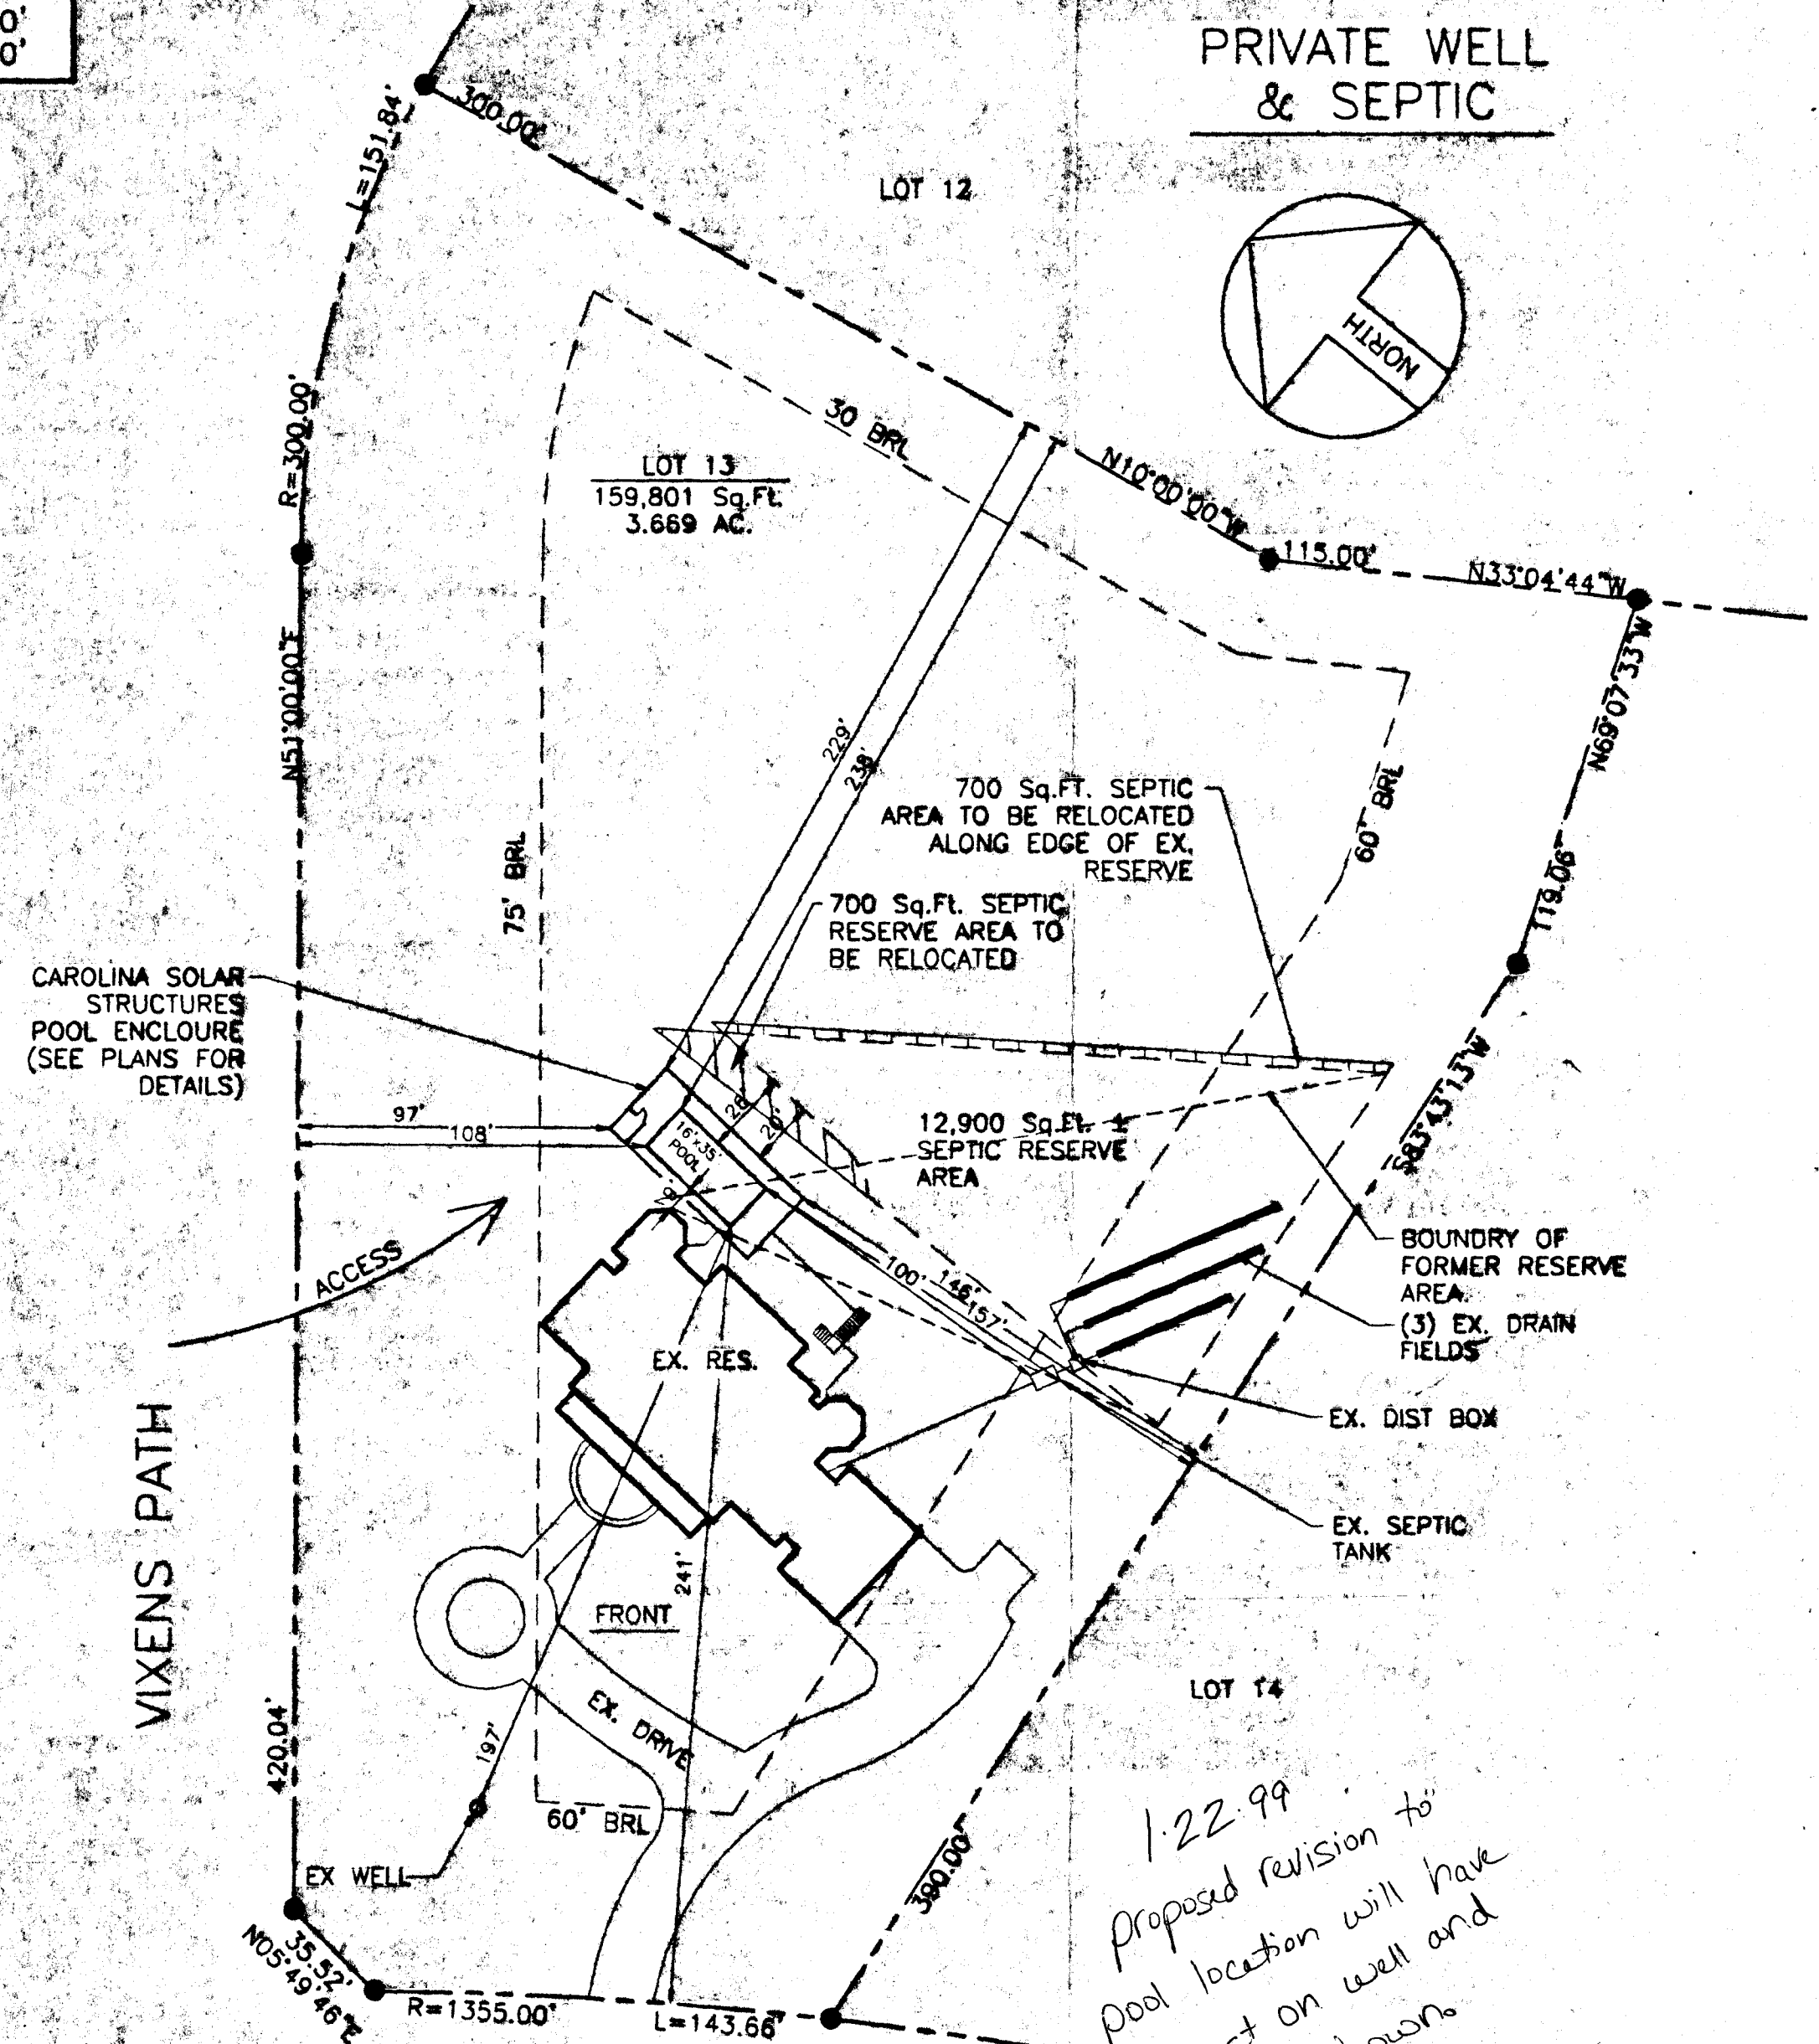 0'
0'
PRIVATE WELL
& SEPTIC
L=151.84'
300.00'
LOT 12
NORTH
R=300.00'
30 BRL
LOT 13
159,801 Sq.Ft.
3.669 AC.
N10°00'00"W
115.00'
N33°04'44"W
N69°07'33"W
N51°00'00"E
229'
238'
700 Sq.FT. SEPTIC
AREA TO BE RELOCATED
ALONG EDGE OF EX.
RESERVE
60' BRL
119.06'
75' BRL
700 Sq.Ft. SEPTIC
RESERVE AREA TO
BE RELOCATED
CAROLINA SOLAR
STRUCTURES
POOL ENCLOURE
(SEE PLANS FOR
DETAILS)
97'
108'
26'
20'
16'x35'
POOL
12,900 Sq.Ft. ±
SEPTIC RESERVE
AREA
S83°43'13"W
ACCESS
100'
146'
157'
BOUNDRY OF
FORMER RESERVE
AREA.
(3) EX. DRAIN
FIELDS
EX. RES.
EX. DIST BOX
EX. SEPTIC
TANK
VIXENS PATH
241'
FRONT
LOT 14
EX. DRIVE
197'
420.04'
60' BRL
EX WELL
390.00'
35.52'
N05°49'46"E
R=1355.00'
L=143.66'
1.22.99
proposed revision to
pool location will have
on well and